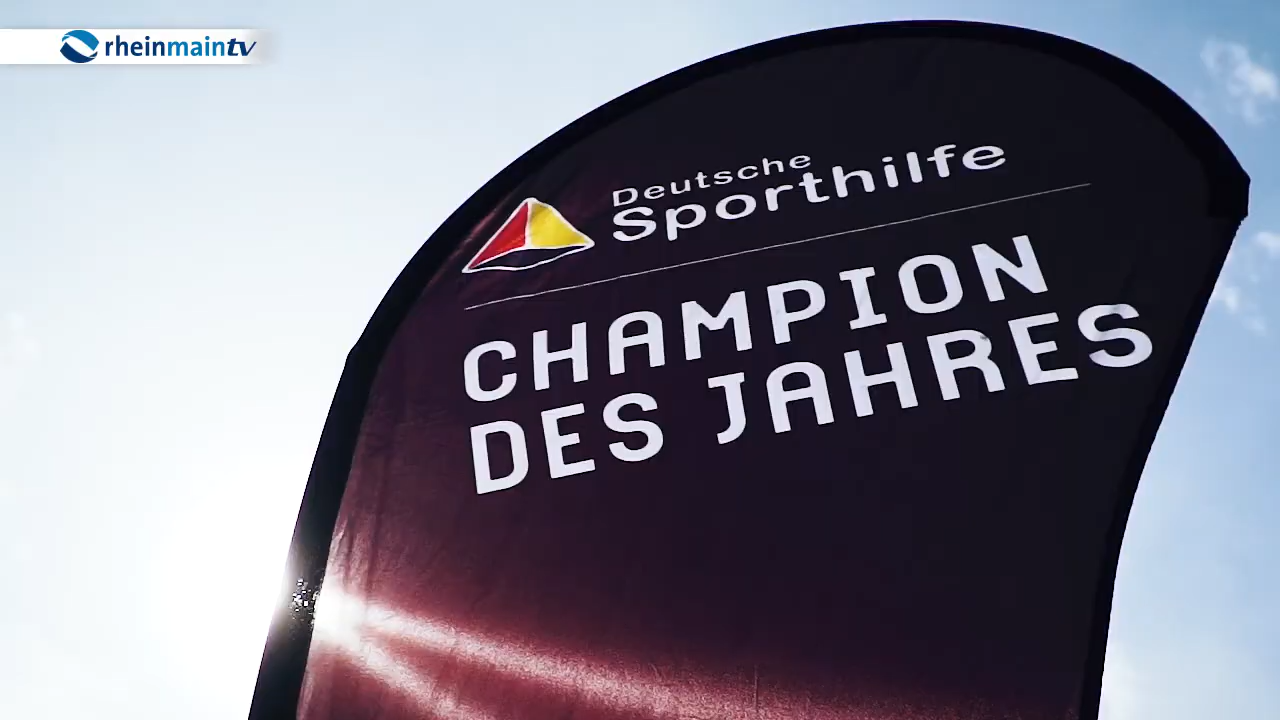 rheinmaintv
Deutsche
Sporthilfe
CHAMPION
DES JAHRES